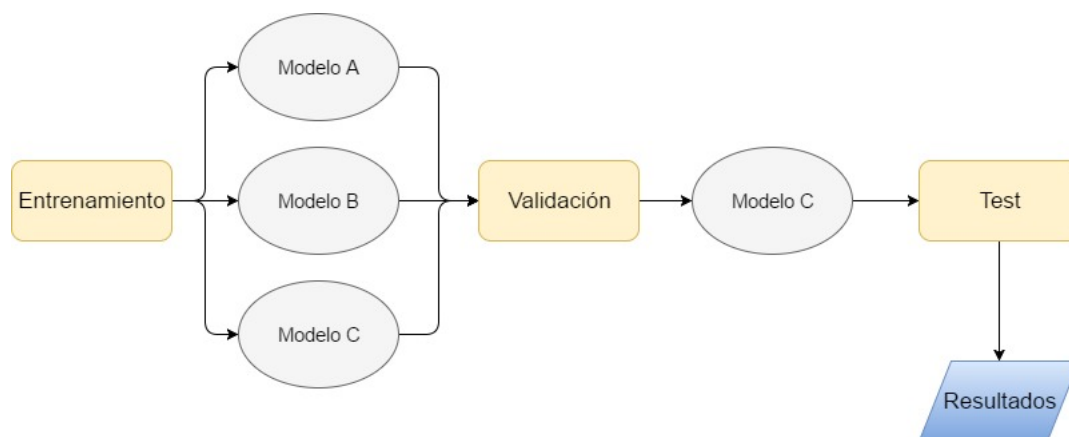 Modelo A
Entrenamiento
Modelo B
Validación
Modelo C
Test
Modelo C
Resultados